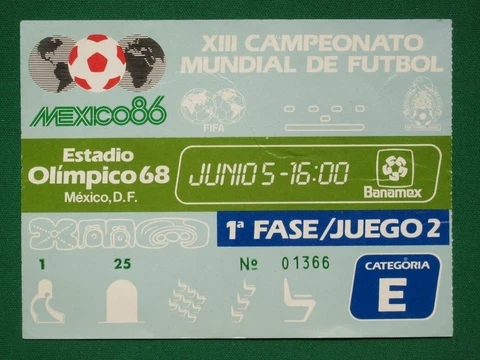 XIII CAMPEONATO
MUNDIAL DE FUTBOL
MEXICO86
FIFA
Estadio
Olímpico 68
México, D.F.
JUNIO 5-16:00
Banamex
1ª FASE/JUEGO 2
1 25 Nº 01366
CATEGORIA
E